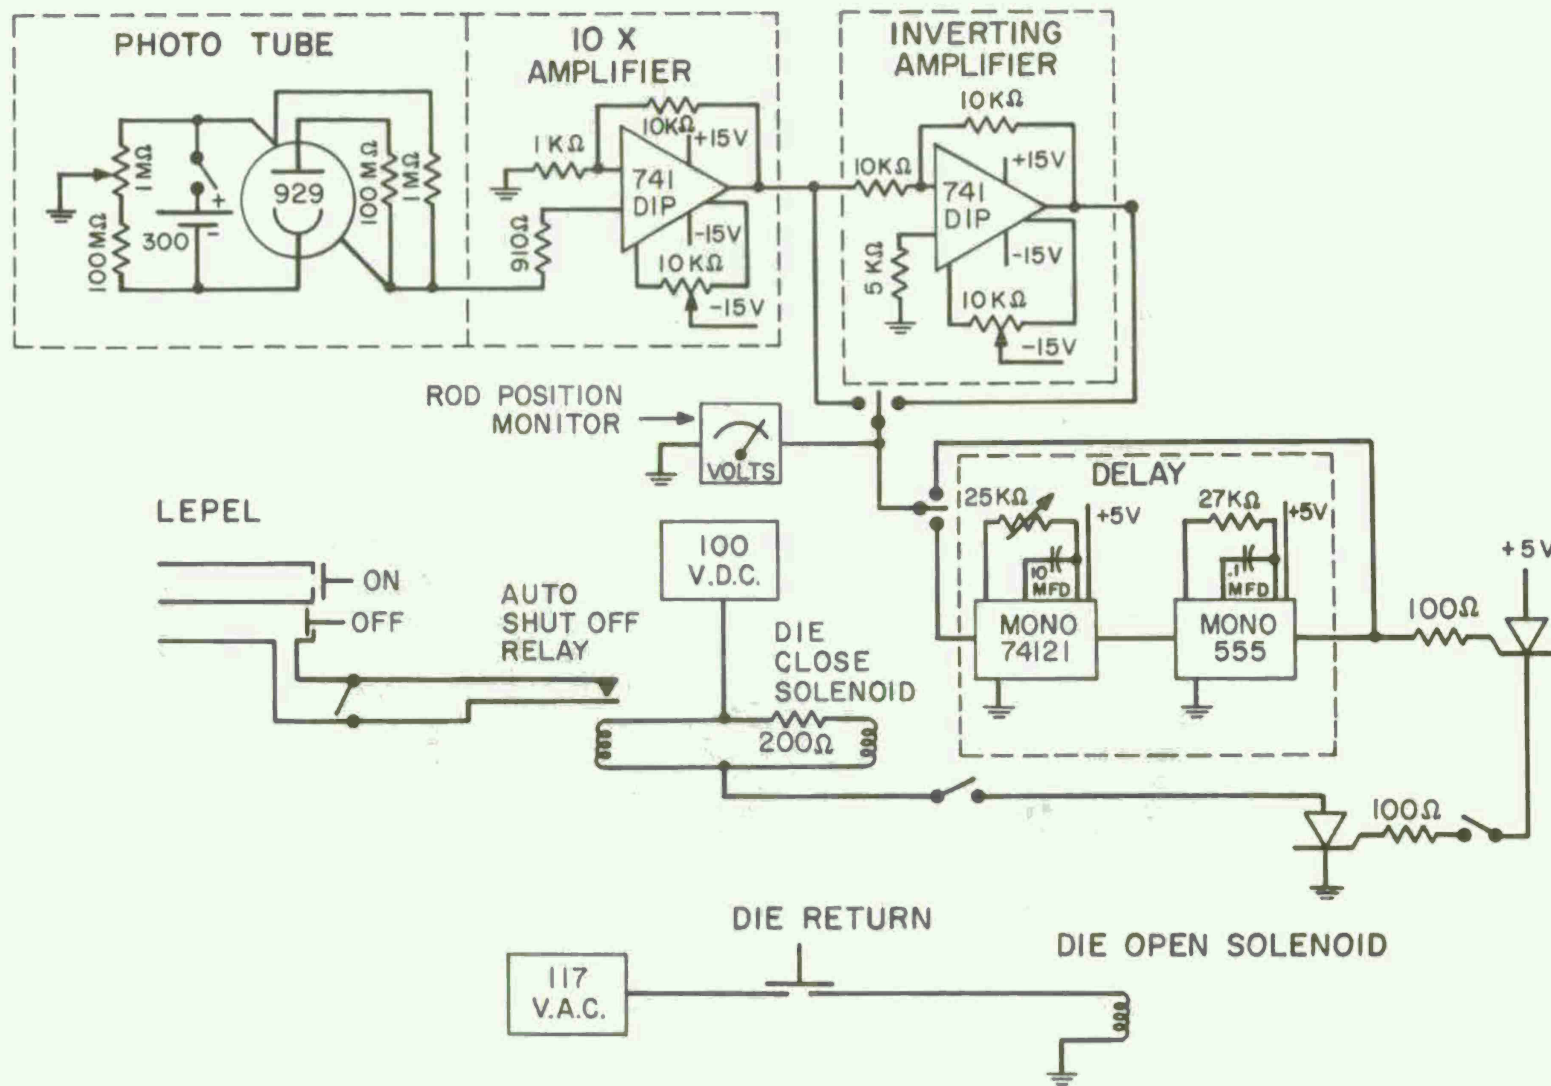 PHOTO TUBE
10 X
AMPLIFIER
INVERTING
AMPLIFIER
1MΩ
100MΩ
300
+
-
929
100 MΩ
1MΩ
1KΩ
10KΩ
+15V
741
DIP
910Ω
-15V
10KΩ
-15V
10KΩ
10KΩ
+15V
741
DIP
5KΩ
-15V
10KΩ
-15V
ROD POSITION
MONITOR
VOLTS
DELAY
25KΩ
+5V
10
MFD
27KΩ
+5V
.1
MFD
MONO
74121
MONO
555
+5V
100Ω
LEPEL
ON
OFF
AUTO
SHUT OFF
RELAY
100
V.D.C.
DIE
CLOSE
SOLENOID
200Ω
100Ω
DIE RETURN
117
V.A.C.
DIE OPEN SOLENOID